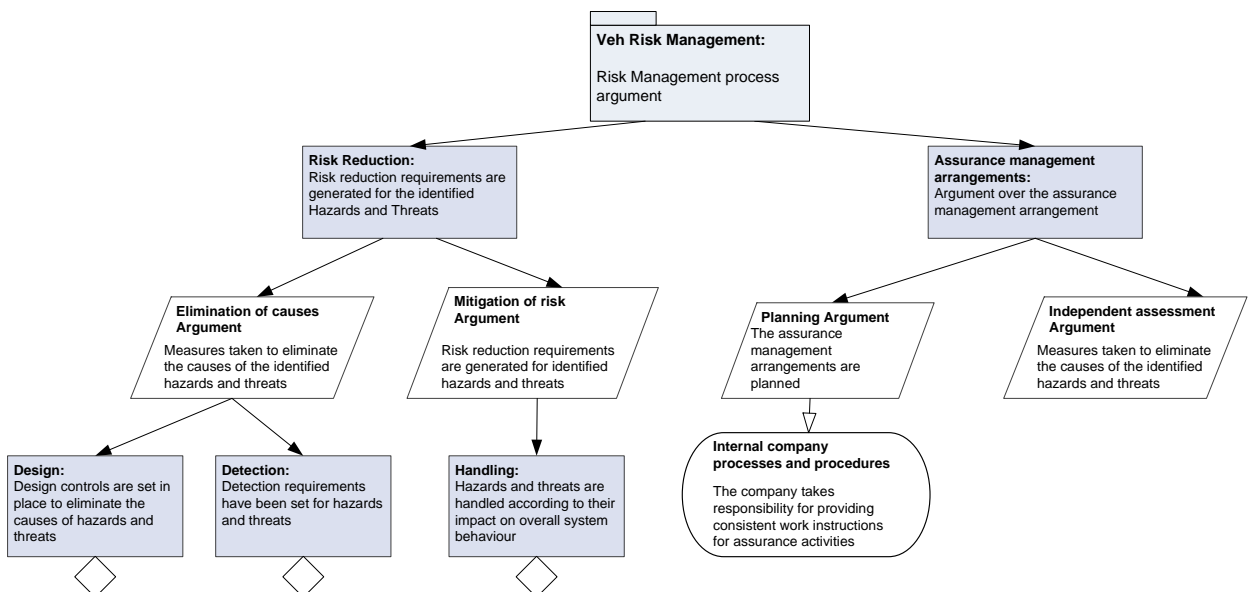 Veh Risk Management:
Risk Management process
argument
Risk Reduction:
Risk reduction requirements are
generated for the identified
Hazards and Threats
Assurance management
arrangements:
Argument over the assurance
management arrangement
Elimination of causes
Argument
Measures taken to eliminate
the causes of the identified
hazards and threats
Mitigation of risk
Argument
Risk reduction requirements
are generated for identified
hazards and threats
Planning Argument
The assurance
management
arrangements are
planned
Independent assessment
Argument
Measures taken to eliminate
the causes of the identified
hazards and threats
Design:
Design controls are set in
place to eliminate the
causes of hazards and
threats
Detection:
Detection requirements
have been set for hazards
and threats
Handling:
Hazards and threats are
handled according to their
impact on overall system
behaviour
Internal company
processes and procedures
The company takes
responsibility for providing
consistent work instructions
for assurance activities